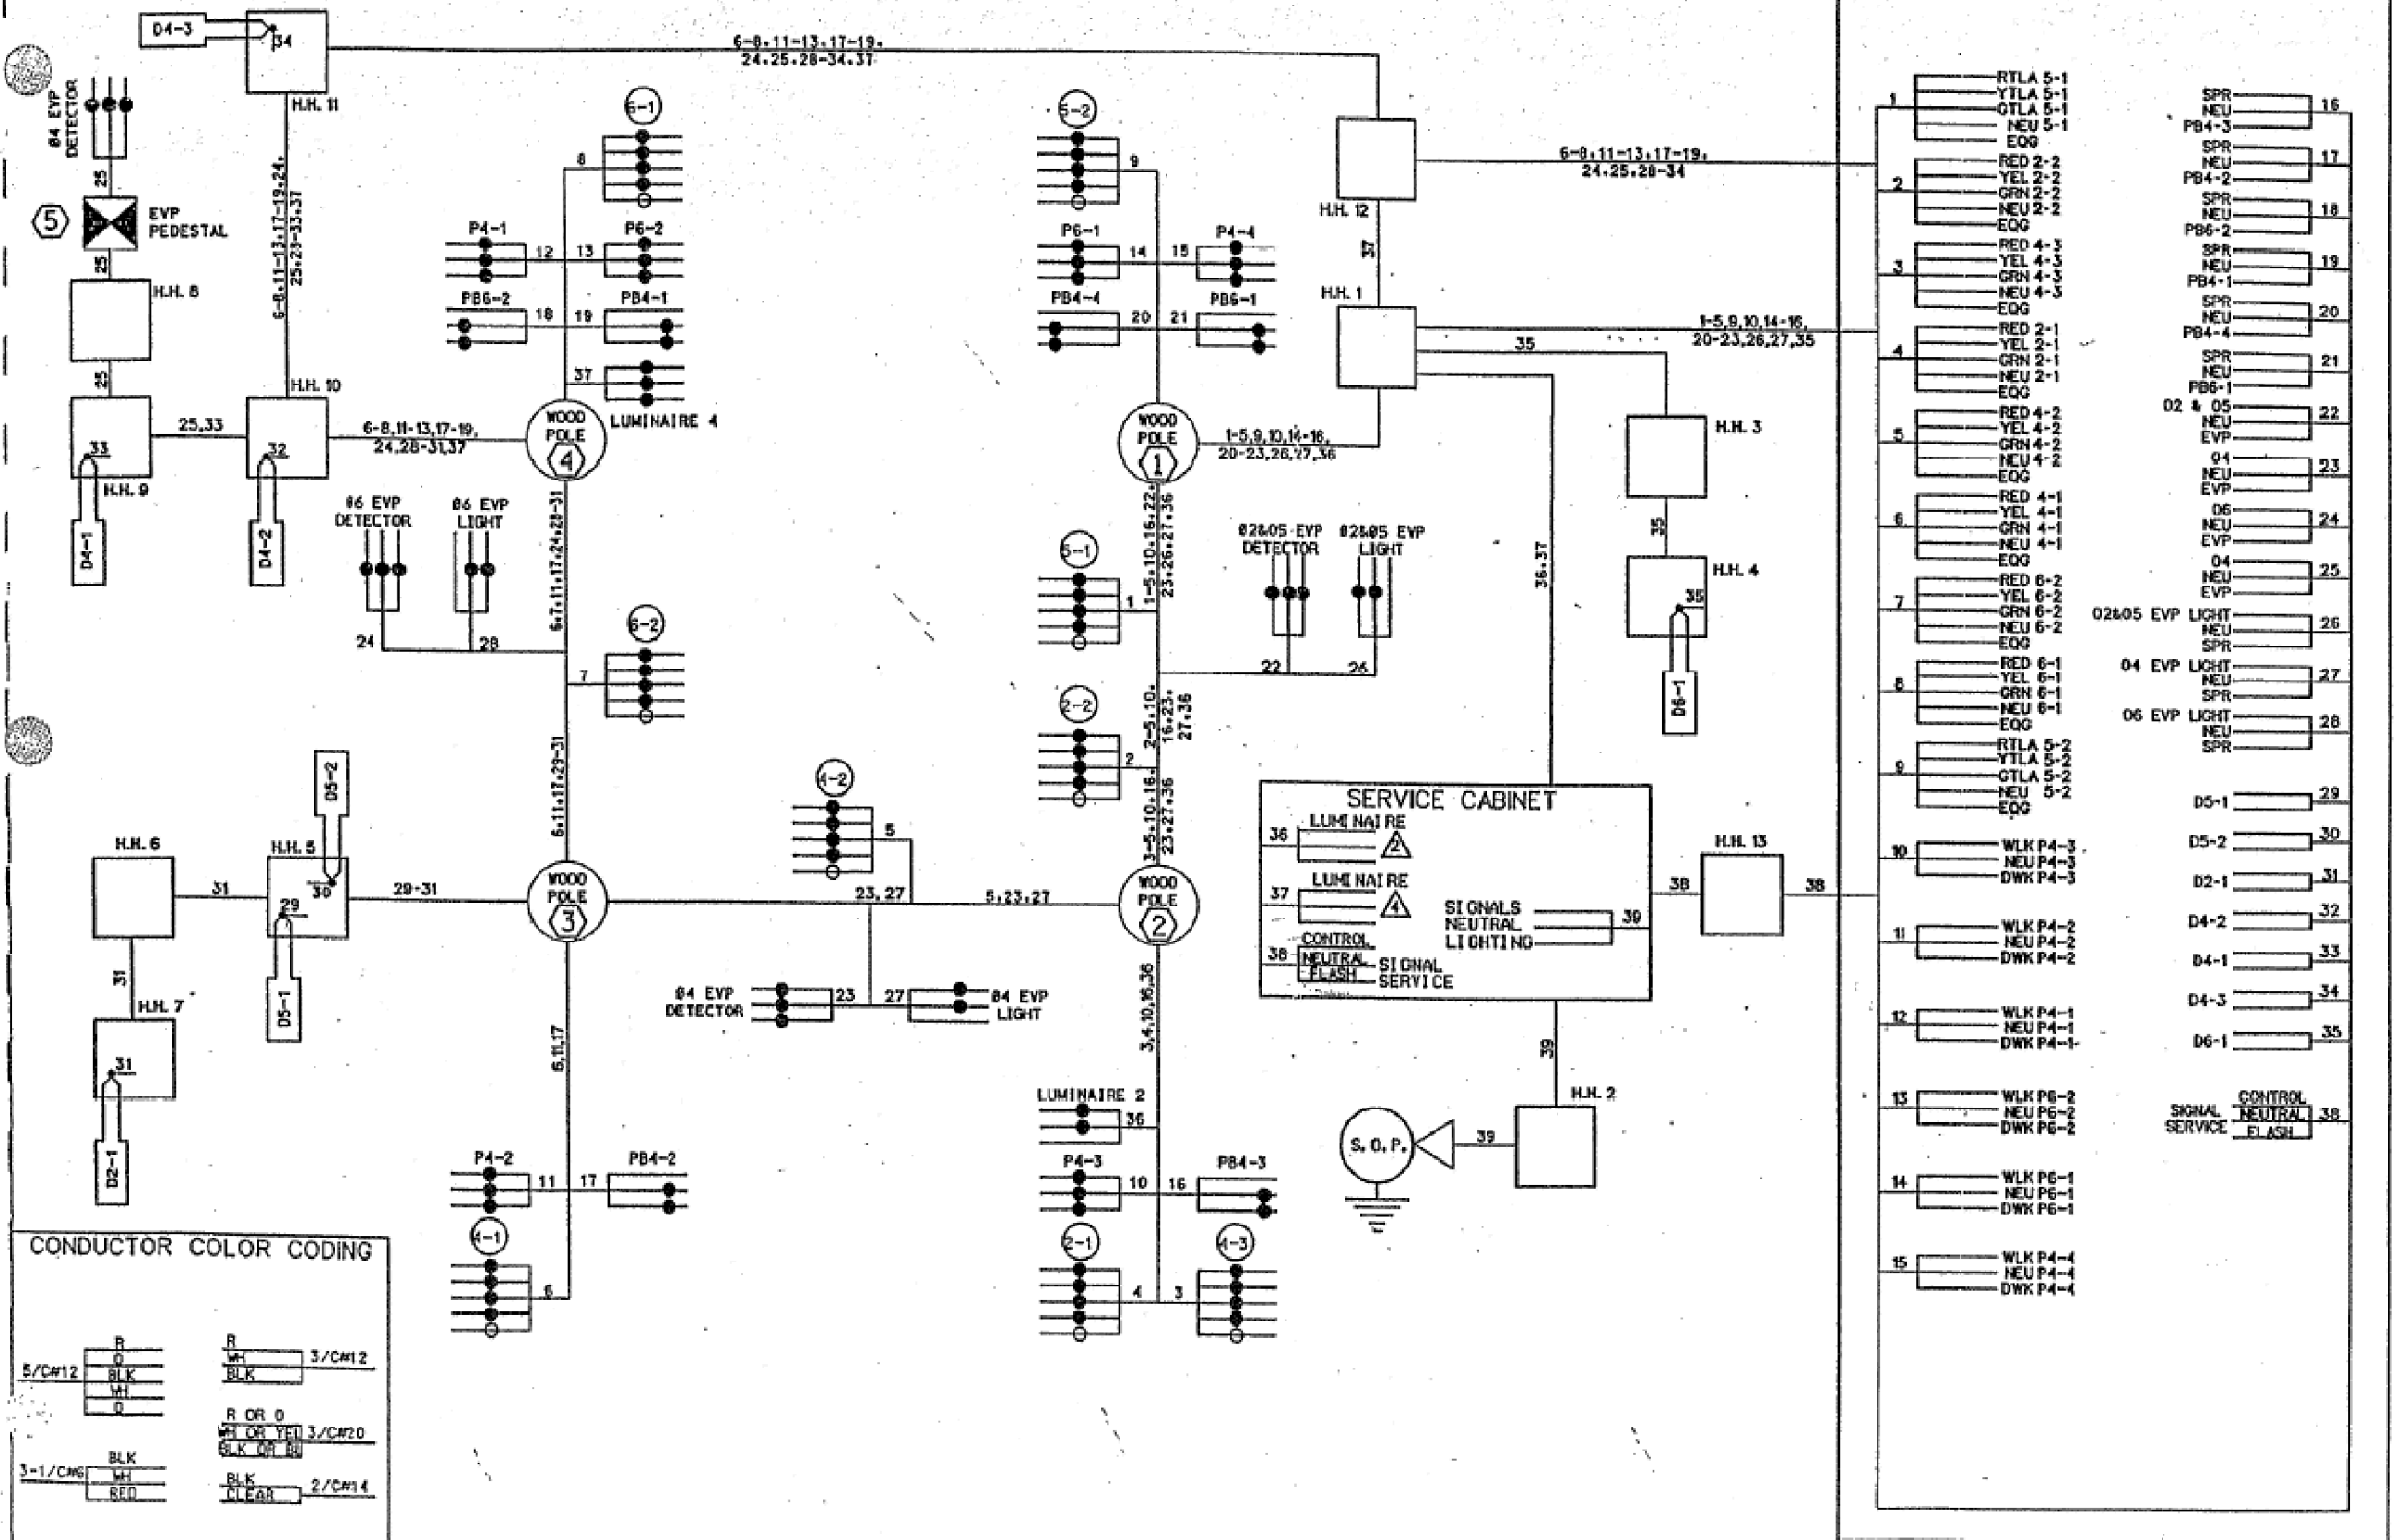 D4-3
34
H.H. 11
6-8,11-13,17-19,
24,25,28-34,37
Ø4 EVP
DETECTOR
25
5
EVP
PEDESTAL
25
H.H. 8
25
6-8,11-13,17-19,24,
25,28-33,37
H.H. 10
33
H.H. 9
D4-1
25,33
32
D4-2
6-8,11-13,17-19,
24,28-31,37
WOOD
POLE
4
6-1
8
P4-1
12
13
P6-2
PB6-2
18
19
PB4-1
37
LUMINAIRE 4
Ø6 EVP
DETECTOR
Ø6 EVP
LIGHT
24
28
6,7,11,17,24,28-31
6-2
7
6,11,17,29-31
5-2
9
P6-1
14
15
P4-4
PB4-4
20
21
PB6-1
WOOD
POLE
1
H.H. 12
37
H.H. 1
6-8,11-13,17-19,
24,25,28-34
1-5,9,10,14-16,
20-23,26,27,35
35
1-5,9,10,14-16,
20-23,26,27,36
H.H. 3
35
H.H. 4
35
D6-1
36,37
1-5,10,16,22,
23,26,27,36
5-1
1
Ø2&Ø5 EVP
DETECTOR
Ø2&Ø5 EVP
LIGHT
22
26
2-5,10,
16,23,
27,36
2-2
2
3-5,10,16,
23,27,36
H.H. 6
31
H.H. 5
D5-2
30
29
D5-1
29-31
31
H.H. 7
31
D2-1
WOOD
POLE
3
4-2
5
23, 27
5,23,27
WOOD
POLE
2
Ø4 EVP
DETECTOR
23
27
Ø4 EVP
LIGHT
6,11,17
P4-2
11
17
PB4-2
4-1
6
3,4,10,16,36
LUMINAIRE 2
36
P4-3
10
16
PB4-3
2-1
4
3
4-3
SERVICE CABINET
36
LUMINAIRE
2
37
LUMINAIRE
4
38
CONTROL
NEUTRAL
FLASH
SIGNAL
SERVICE
SIGNALS
NEUTRAL
LIGHTING
39
38
H.H. 13
38
39
H.H. 2
39
S.O.P.
CONDUCTOR COLOR CODING
5/C#12
R
O
BLK
WH
O
R
WH
BLK
3/C#12
R OR O
WH OR YEL
BLK OR BL
3/C#20
3-1/C#6
BLK
WH
RED
BLK
CLEAR
2/C#14
1
RTLA 5-1
YTLA 5-1
GTLA 5-1
NEU 5-1
EQG
2
RED 2-2
YEL 2-2
GRN 2-2
NEU 2-2
EQG
3
RED 4-3
YEL 4-3
GRN 4-3
NEU 4-3
EQG
4
RED 2-1
YEL 2-1
GRN 2-1
NEU 2-1
EQG
5
RED 4-2
YEL 4-2
GRN 4-2
NEU 4-2
EQG
6
RED 4-1
YEL 4-1
GRN 4-1
NEU 4-1
EQG
7
RED 6-2
YEL 6-2
GRN 6-2
NEU 6-2
EQG
8
RED 6-1
YEL 6-1
GRN 6-1
NEU 6-1
EQG
9
RTLA 5-2
YTLA 5-2
GTLA 5-2
NEU 5-2
EQG
10
WLK P4-3
NEU P4-3
DWK P4-3
11
WLK P4-2
NEU P4-2
DWK P4-2
12
WLK P4-1
NEU P4-1
DWK P4-1
13
WLK P6-2
NEU P6-2
DWK P6-2
14
WLK P6-1
NEU P6-1
DWK P6-1
15
WLK P4-4
NEU P4-4
DWK P4-4
SPR
NEU
PB4-3
16
SPR
NEU
PB4-2
17
SPR
NEU
PB6-2
18
SPR
NEU
PB4-1
19
SPR
NEU
PB4-4
20
SPR
NEU
PB6-1
21
Ø2 & Ø5
NEU
EVP
22
Ø4
NEU
EVP
23
Ø6
NEU
EVP
24
Ø4
NEU
EVP
25
Ø2&Ø5 EVP LIGHT
NEU
SPR
26
Ø4 EVP LIGHT
NEU
SPR
27
Ø6 EVP LIGHT
NEU
SPR
28
D5-1
29
D5-2
30
D2-1
31
D4-2
32
D4-1
33
D4-3
34
D6-1
35
SIGNAL
SERVICE
CONTROL
NEUTRAL
FLASH
38